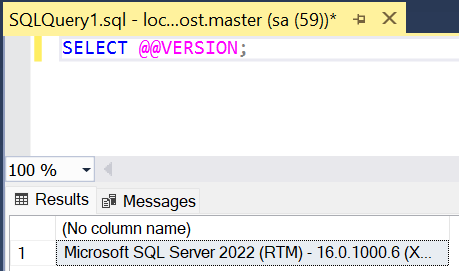 SQLQuery1.sql - loc...ost.master (sa (59))*
SELECT @@VERSION;
100 %
Results Messages
(No column name)
1 Microsoft SQL Server 2022 (RTM) - 16.0.1000.6 (X...